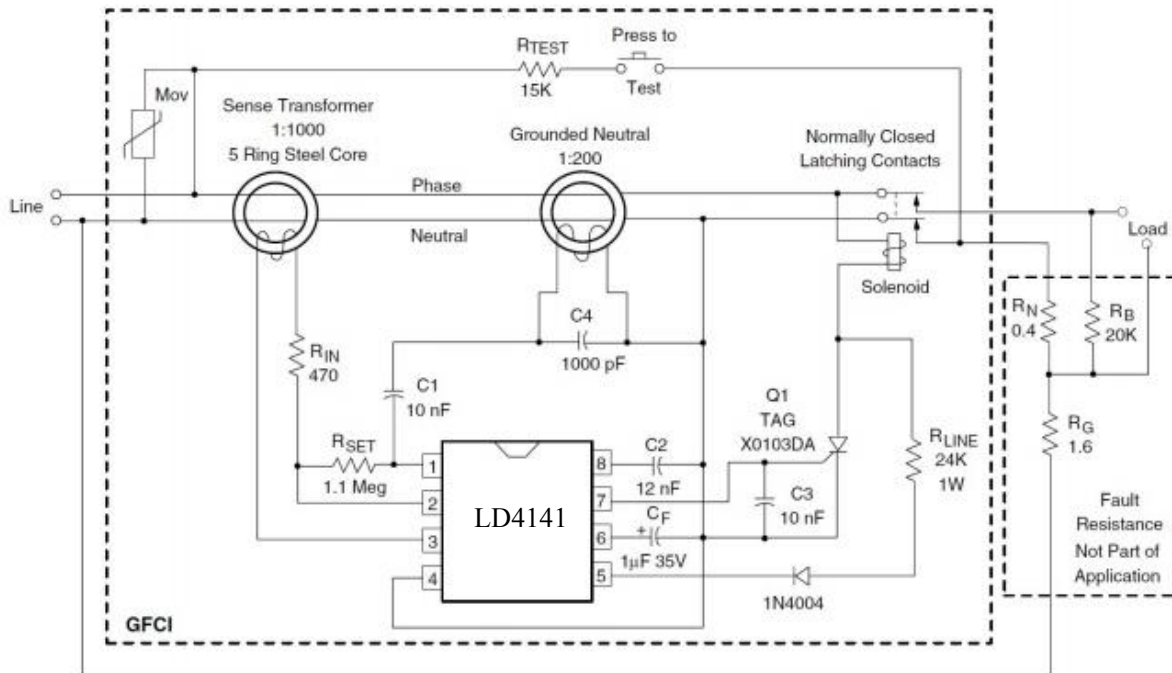 RTEST
15K
Press to
Test
Mov
Sense Transformer
1:1000
5 Ring Steel Core
Grounded Neutral
1:200
Normally Closed
Latching Contacts
Line
Phase
Neutral
Load
Solenoid
RN
0.4
RB
20K
C4
1000 pF
RIN
470
C1
10 nF
Q1
TAG
X0103DA
RG
1.6
RSET
1.1 Meg
RLINE
24K
1W
C2
12 nF
C3
10 nF
CF
+
1µF 35V
LD4141
1
2
3
4
8
7
6
5
1N4004
Fault
Resistance
Not Part of
Application
GFCI